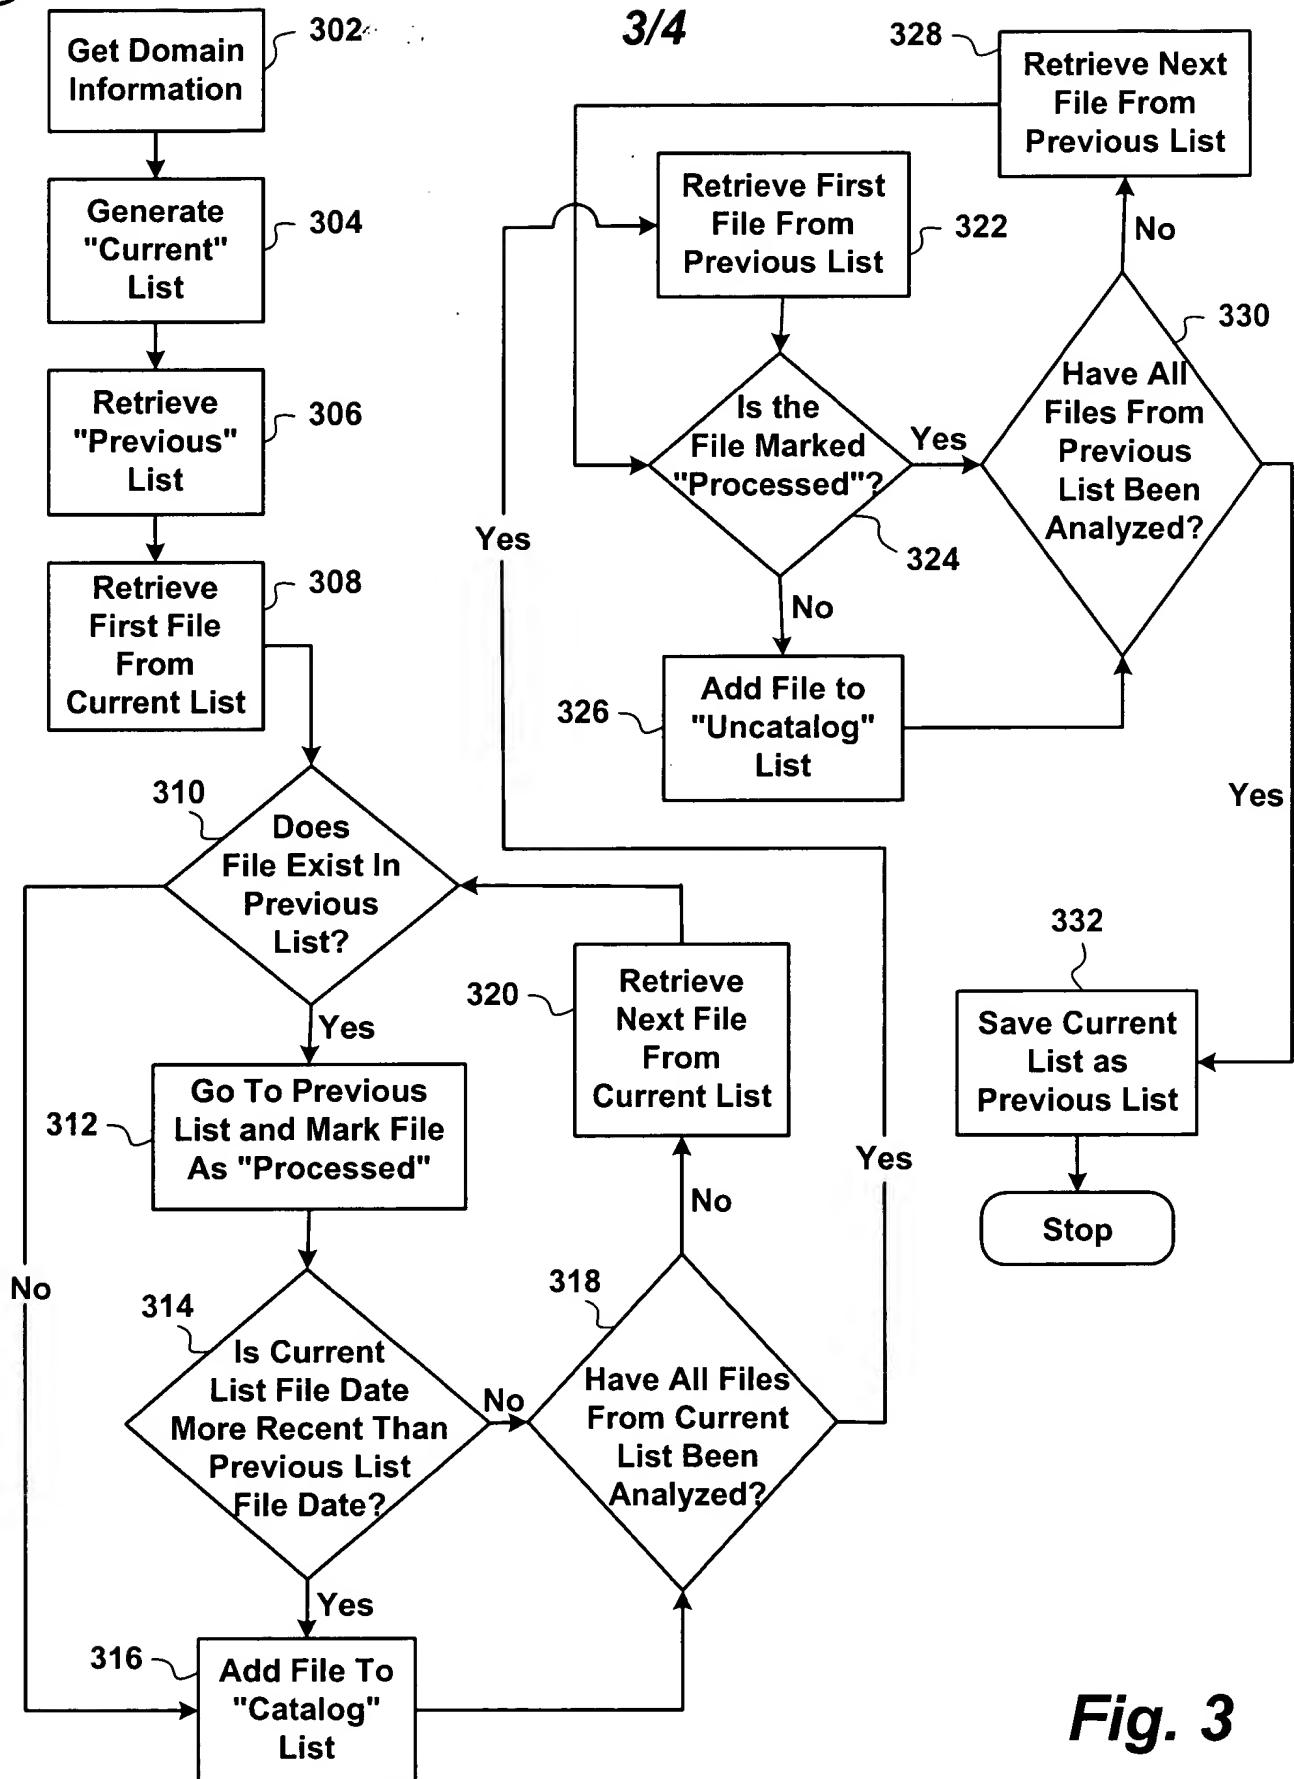 3/4
Get Domain
Information
302
Generate
"Current"
List
304
Retrieve
"Previous"
List
306
Retrieve
First File
From
Current List
308
310
Does
File Exist In
Previous
List?
Yes
No
312
Go To Previous
List and Mark File
As "Processed"
314
Is Current
List File Date
More Recent Than
Previous List
File Date?
No
Yes
316
Add File To
"Catalog"
List
318
Have All Files
From Current
List Been
Analyzed?
No
Yes
Yes
320
Retrieve
Next File
From
Current List
Retrieve First
File From
Previous List
322
Is the
File Marked
"Processed"?
324
Yes
No
326
Add File to
"Uncatalog"
List
328
Retrieve Next
File From
Previous List
No
330
Have All
Files From
Previous
List Been
Analyzed?
Yes
332
Save Current
List as
Previous List
Stop
Fig. 3